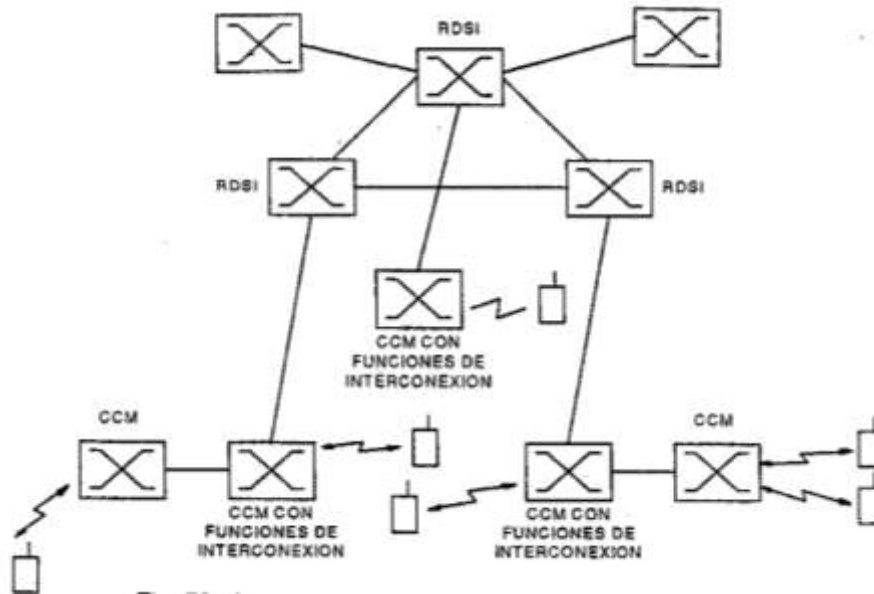 RDSI
RDSI
RDSI
CCM CON
FUNCIONES DE
INTERCONEXION
CCM
CCM
CCM CON
FUNCIONES DE
INTERCONEXION
CCM CON
FUNCIONES DE
INTERCONEXION